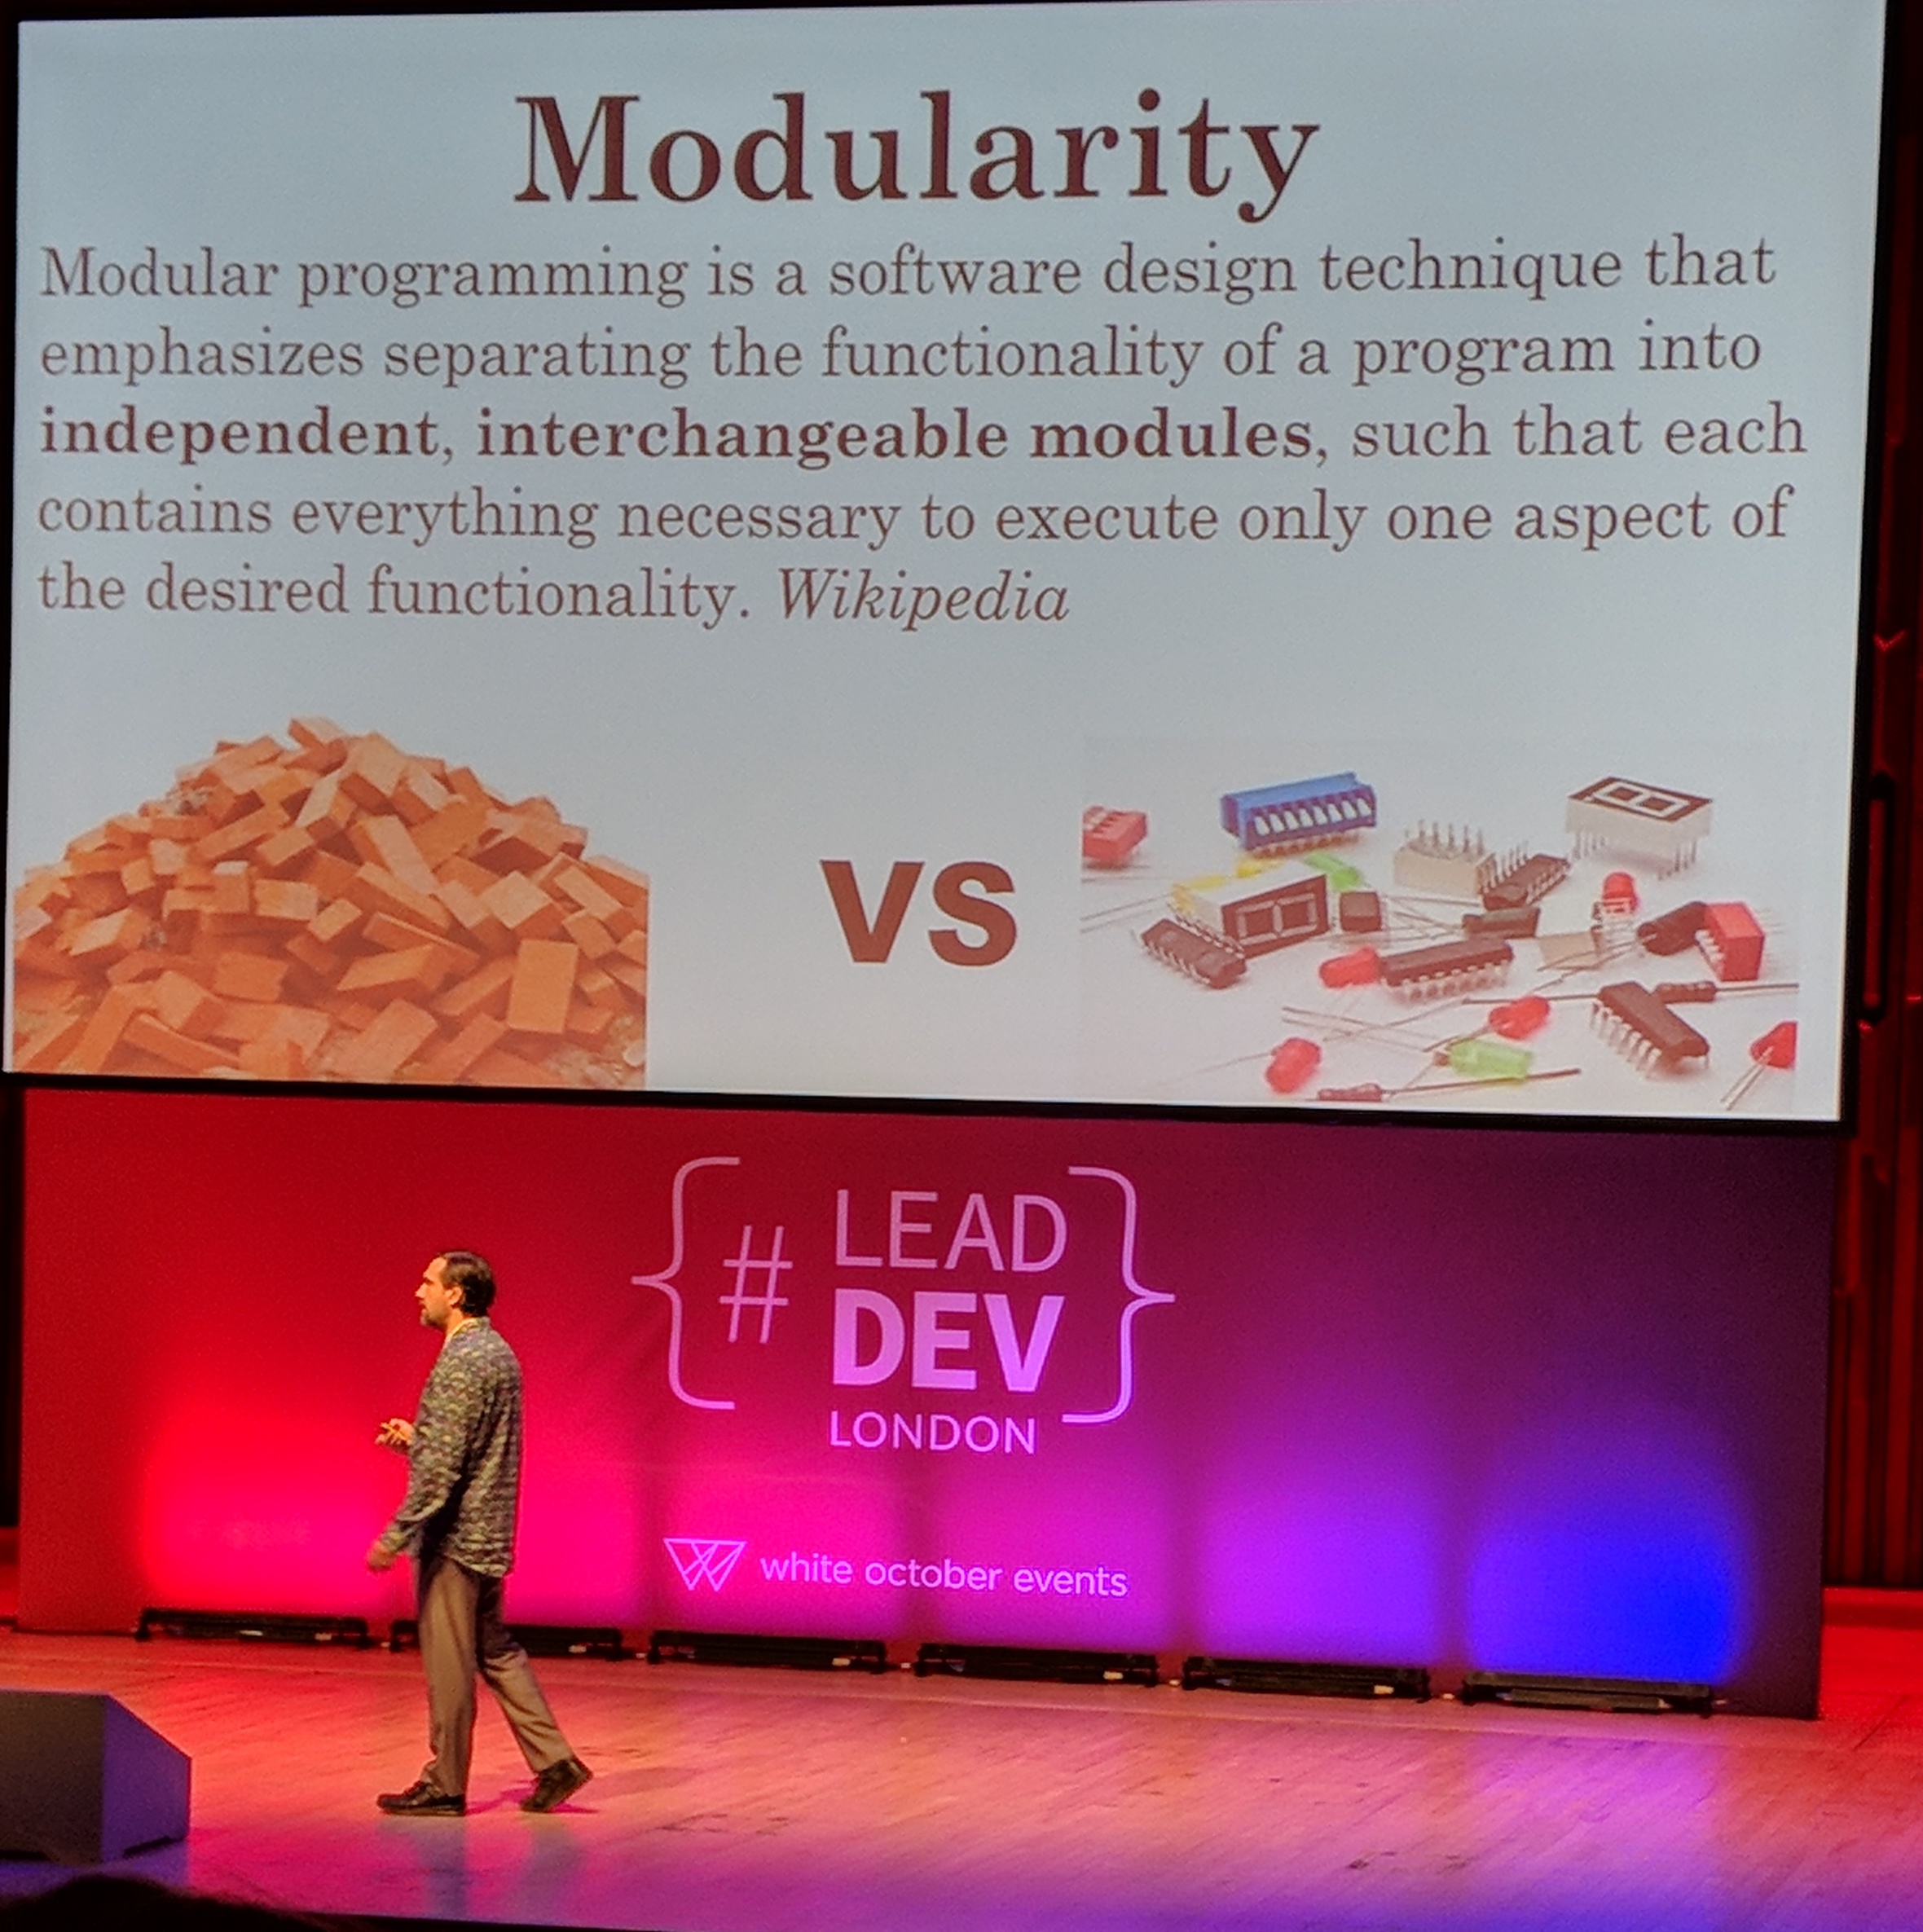 Modularity
Modular programming is a software design technique that
emphasizes separating the functionality of a program into
independent, interchangeable modules, such that each
contains everything necessary to execute only one aspect of
the desired functionality. Wikipedia
VS
# LEAD
DEV
LONDON
white october events